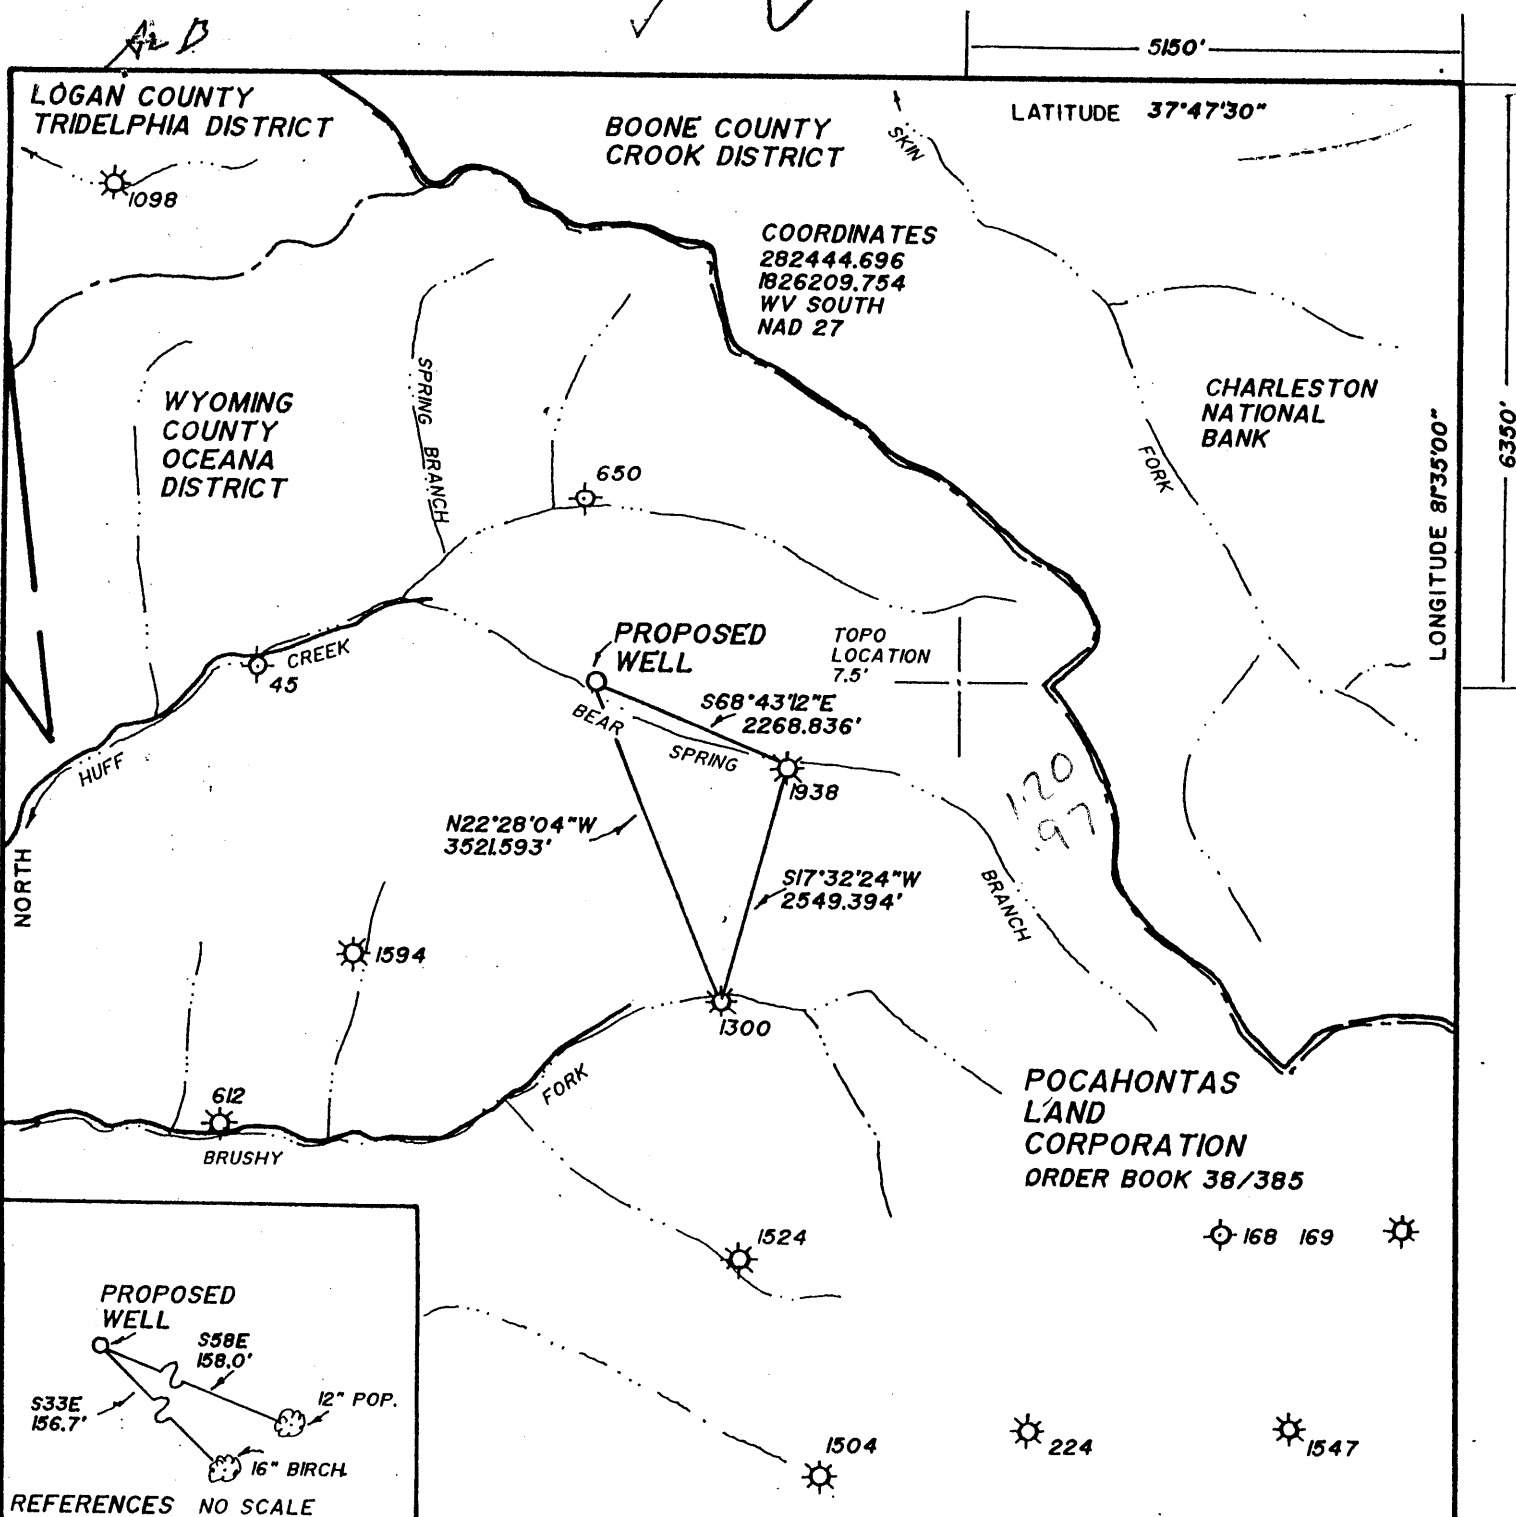 5150'
LOGAN COUNTY
TRIDELPHIA DISTRICT
1098
BOONE COUNTY
CROOK DISTRICT
SKIN
LATITUDE 37°47'30"
COORDINATES
282444.696
1826209.754
WV SOUTH
NAD 27
WYOMING
COUNTY
OCEANA
DISTRICT
SPRING BRANCH
650
CHARLESTON
NATIONAL
BANK
FORK
LONGITUDE 81°35'00"
6350'
PROPOSED
WELL
TOPO
LOCATION
7.5'
CREEK
45
HUFF
S68°43'12"E
2268.836'
BEAR
SPRING
1938
1.20
.97
N22°28'04"W
3521.593'
S17°32'24"W
2549.394'
BRANCH
NORTH
1594
1300
FORK
612
BRUSHY
POCAHONTAS
LAND
CORPORATION
ORDER BOOK 38/385
1524
168 169
PROPOSED
WELL
S58E
158.0'
S33E
156.7'
12" POP.
16" BIRCH.
REFERENCES NO SCALE
1504
224
1547